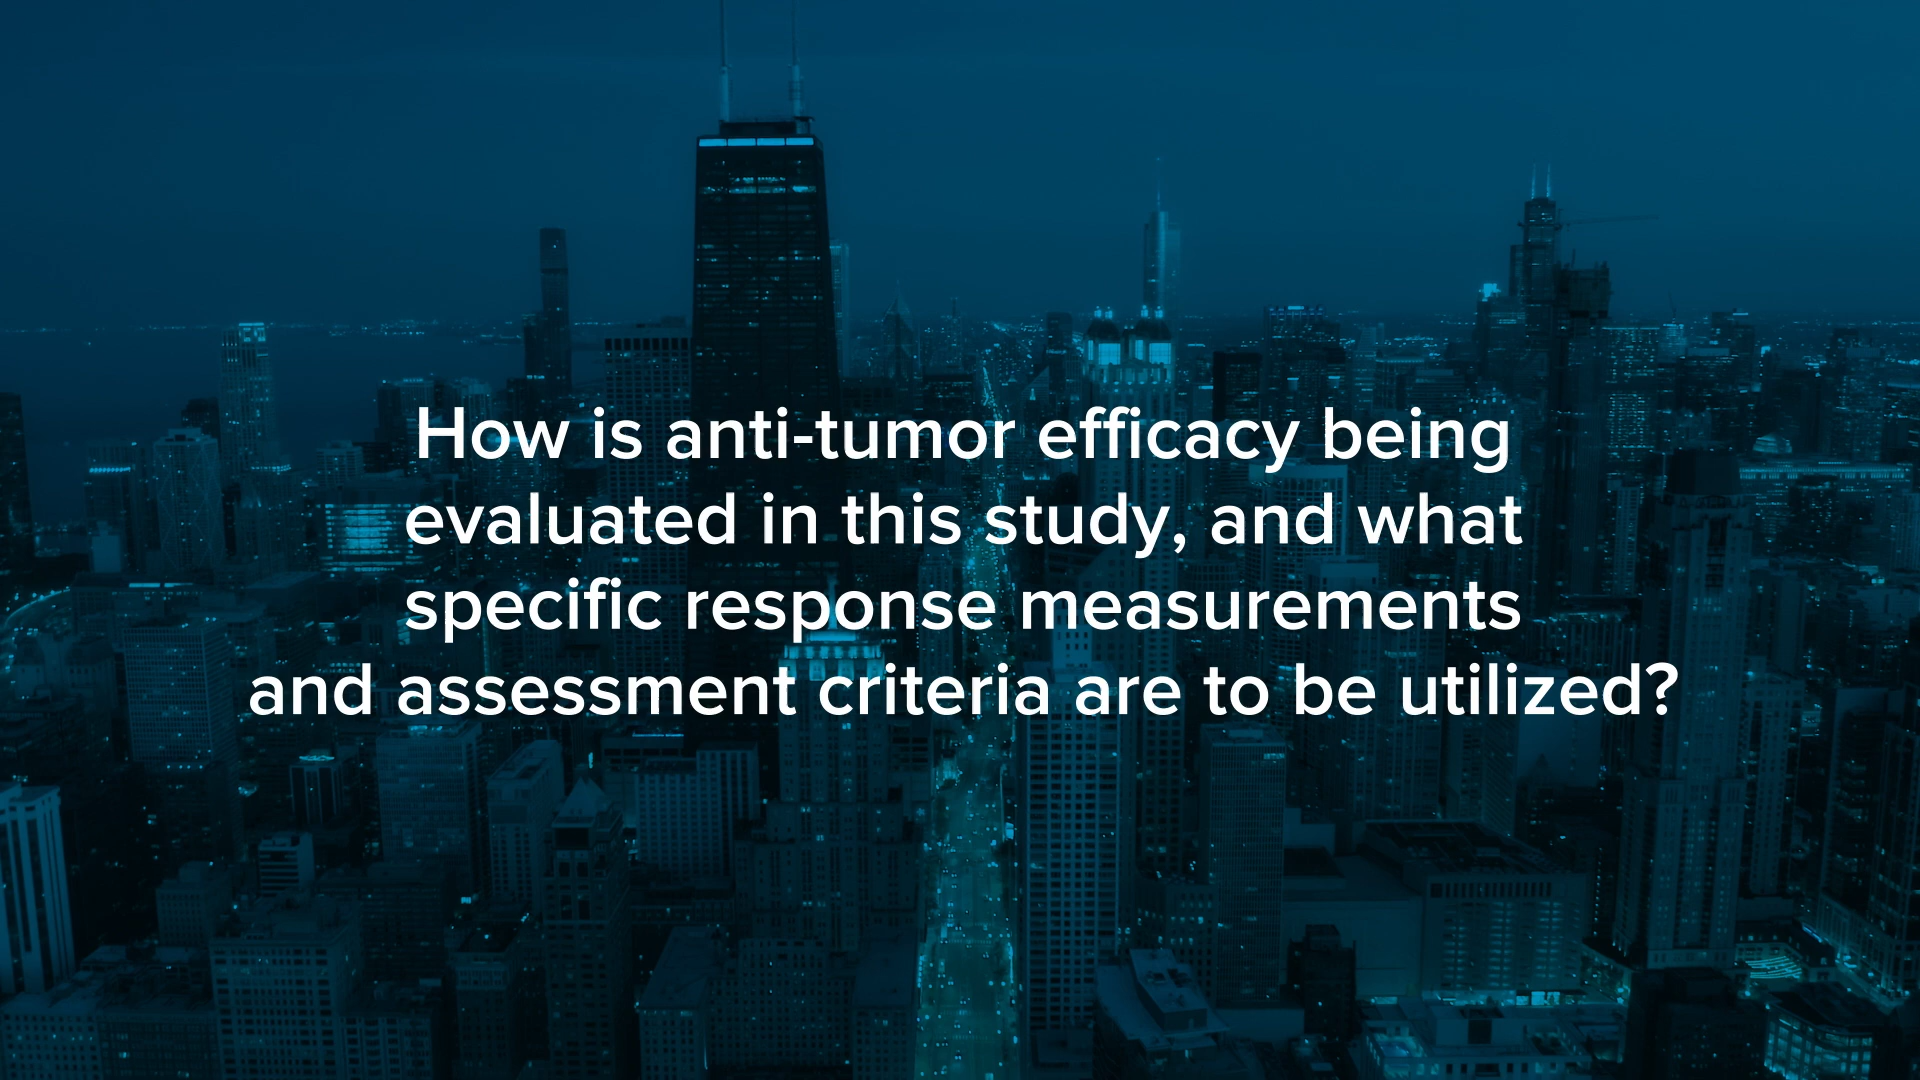 How is anti-tumor efficacy being
evaluated in this study, and what
specific response measurements
and assessment criteria are to be utilized?